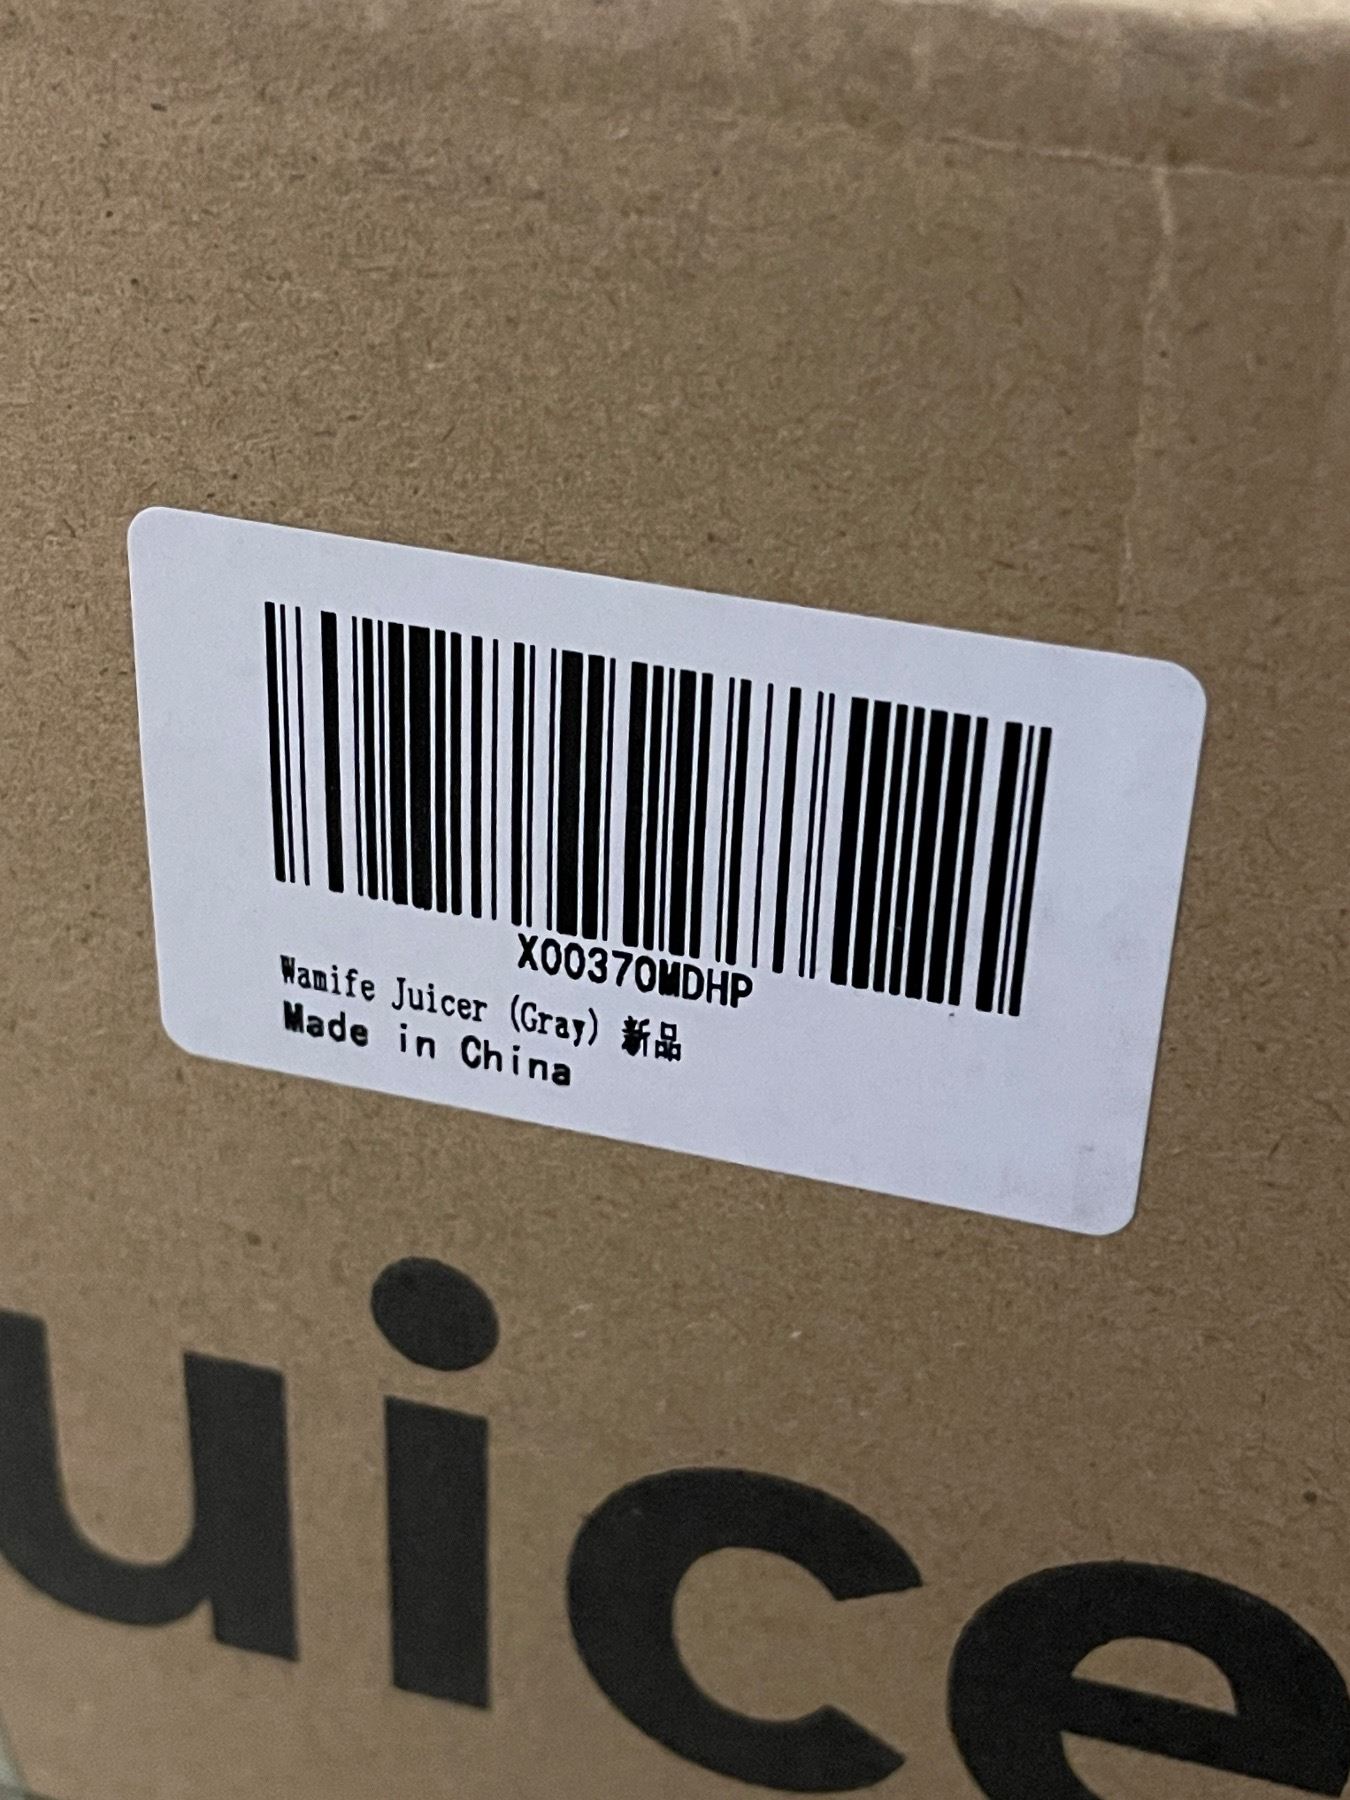 X00370MDHP
Wamife Juicer (Gray) 新品
Made in China
uice